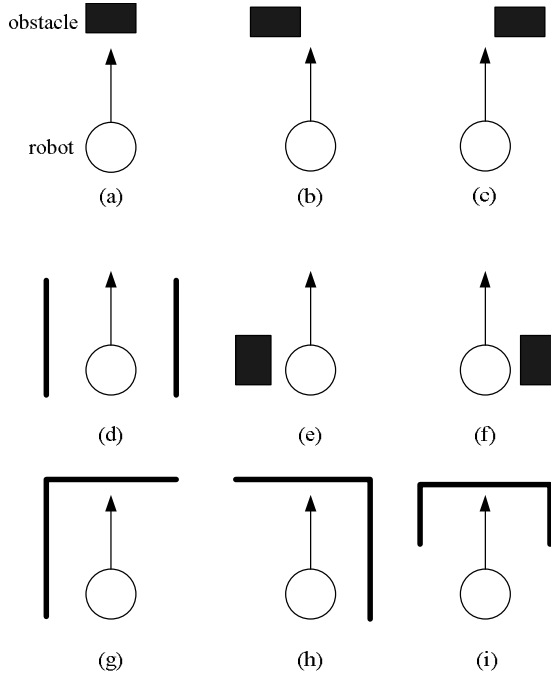 obstacle
robot
(a) (b) (c)
(d) (e) (f)
(g) (h) (i)